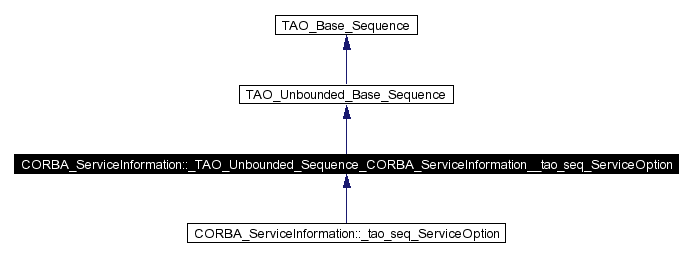 TAO_Base_Sequence
TAO_Unbounded_Base_Sequence
CORBA_ServiceInformation::_TAO_Unbounded_Sequence_CORBA_ServiceInformation__tao_seq_ServiceOption
CORBA_ServiceInformation::_tao_seq_ServiceOption